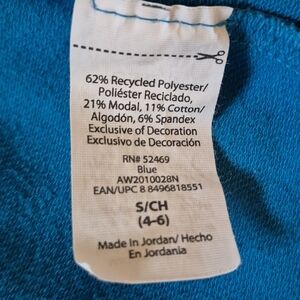 62% Recycled Polyester/
Poliéster Reciclado,
21% Modal, 11% Cotton/
Algodón, 6% Spandex
Exclusive of Decoration
Exclusivo de Decoración
RN# 52469
Blue
AW2010028N
EAN/UPC 8 8496818551
S/CH
(4-6)
Made In Jordan/ Hecho
En Jordania